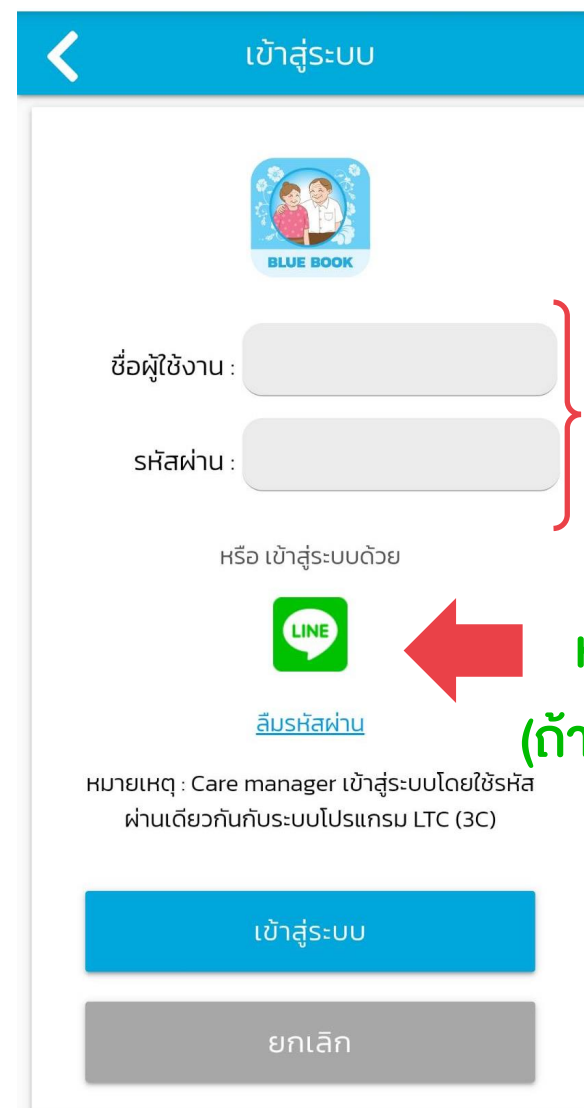 เข้าสู่ระบบ
BLUE BOOK
ชื่อผู้ใช้งาน :
รหัสผ่าน :
หรือ เข้าสู่ระบบด้วย
LINE
(ถ้า
ลืมรหัสผ่าน
หมายเหตุ : Care manager เข้าสู่ระบบโดยใช้รหัส
ผ่านเดียวกันกับระบบโปรแกรม LTC (3C)
เข้าสู่ระบบ
ยกเลิก